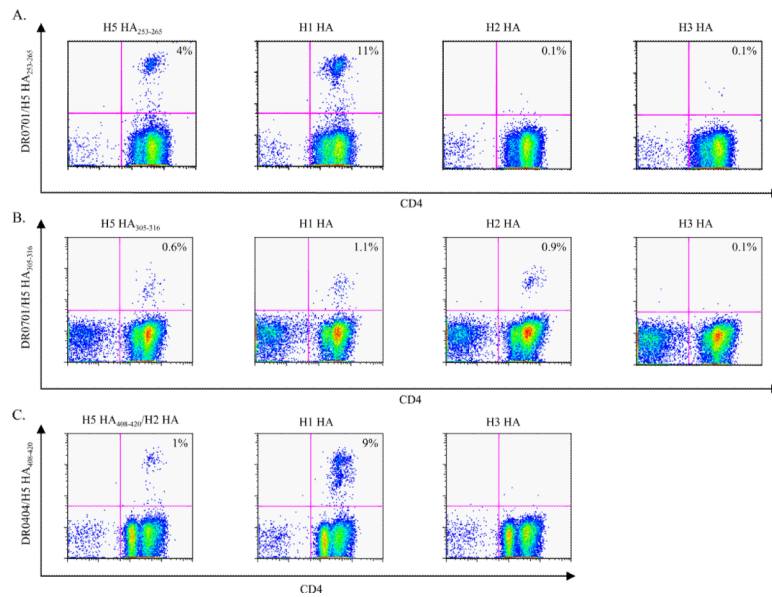 A.
H5 HA253-265
H1 HA
H2 HA
H3 HA
DR0701/H5 HA253-265
4%
11%
0.1%
0.1%
CD4
B.
H5 HA305-316
H1 HA
H2 HA
H3 HA
DR0701/H5 HA305-316
0.6%
1.1%
0.9%
0.1%
CD4
C.
H5 HA408-420/H2 HA
H1 HA
H3 HA
DR0404/H5 HA408-420
1%
9%
CD4